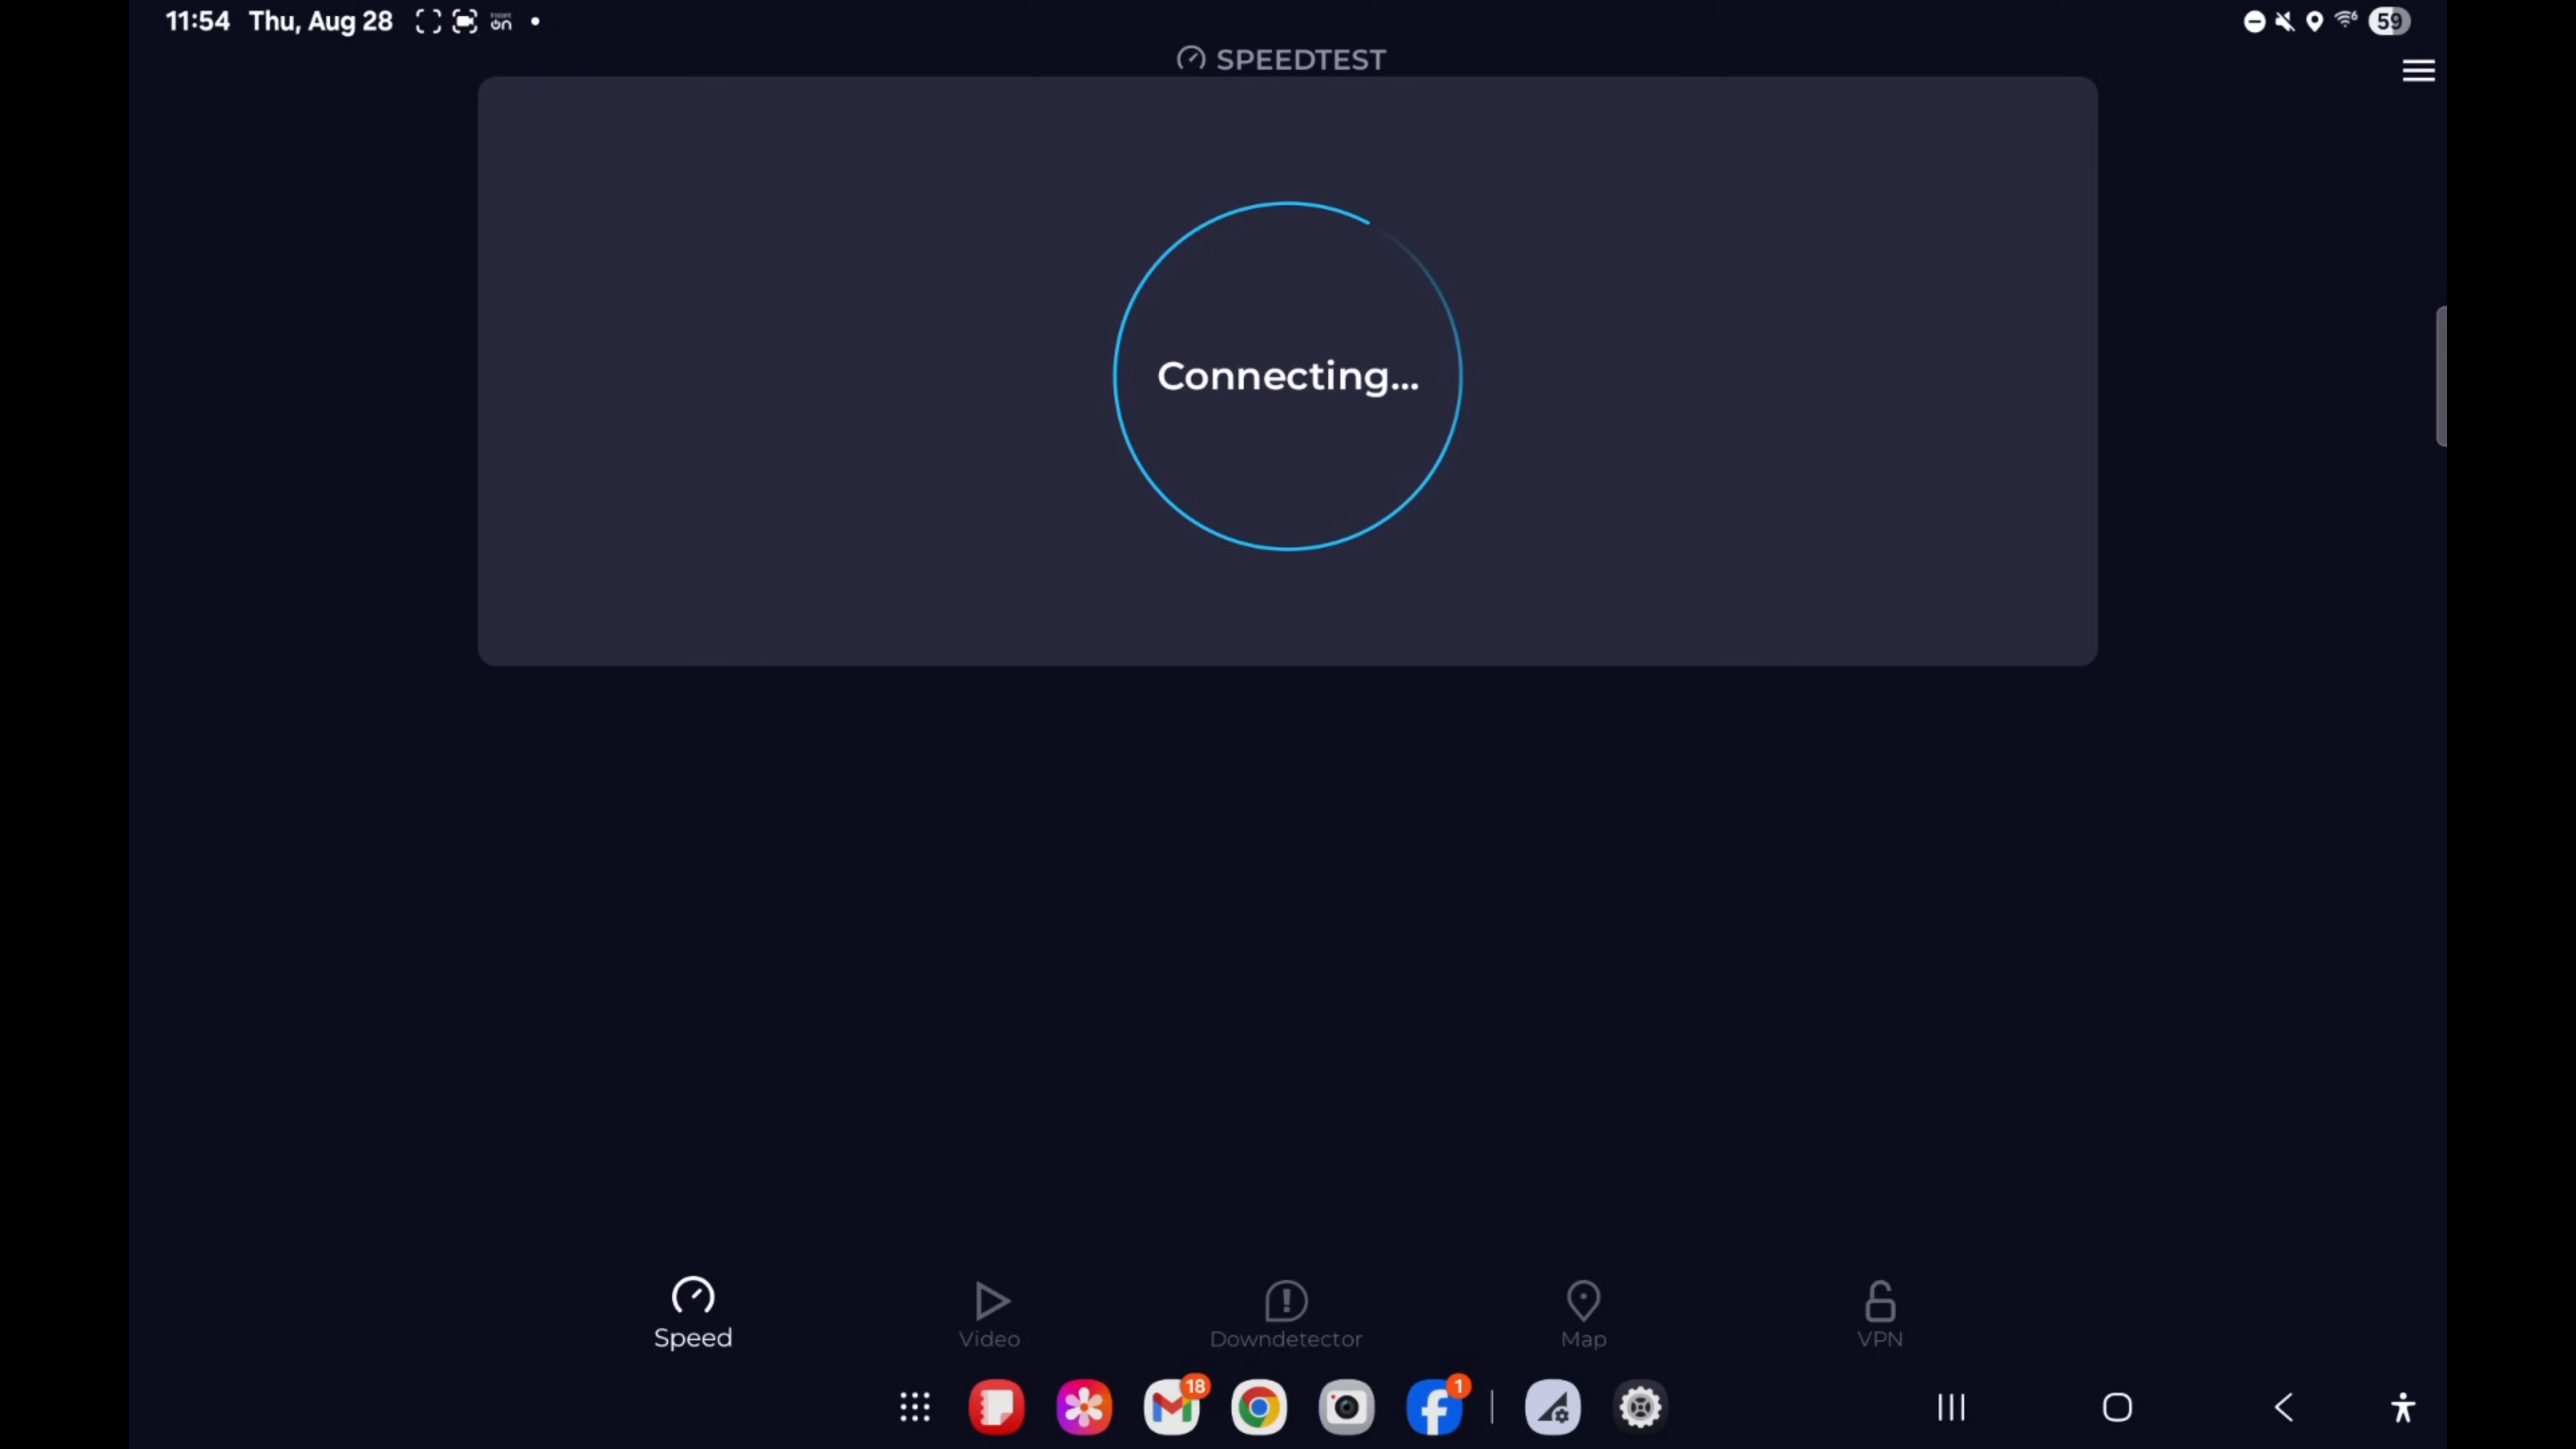 11:54 Thu, Aug 28
59
SPEEDTEST
Connecting...
Speed
Video
Downdetector
Map
VPN
18
1